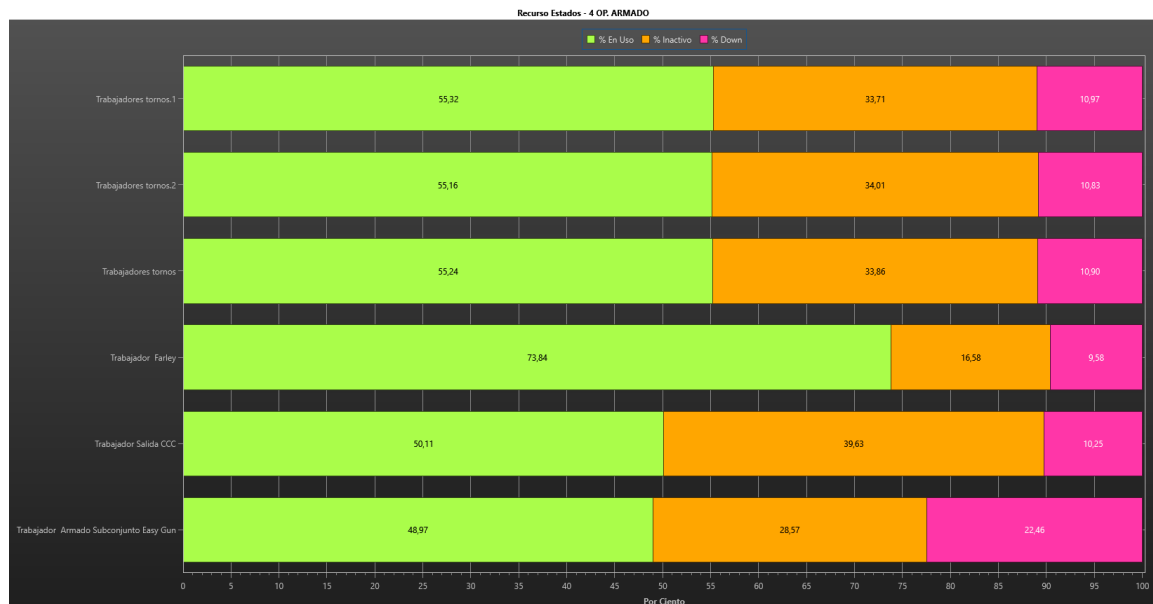 Recurso Estados - 4 OP. ARMADO
% En Uso % Inactivo % Down
Trabajadores tornos.1 55,32 33,71 10,97
Trabajadores tornos.2 55,16 34,01 10,83
Trabajadores tornos 55,24 33,86 10,90
Trabajador Farley 73,84 16,58 9,58
Trabajador Salida CCC 50,11 39,63 10,25
Trabajador Armado Subconjunto Easy Gun 48,97 28,57 22,46
0 5 10 15 20 25 30 35 40 45 50 55 60 65 70 75 80 85 90 95 100
Por Ciento